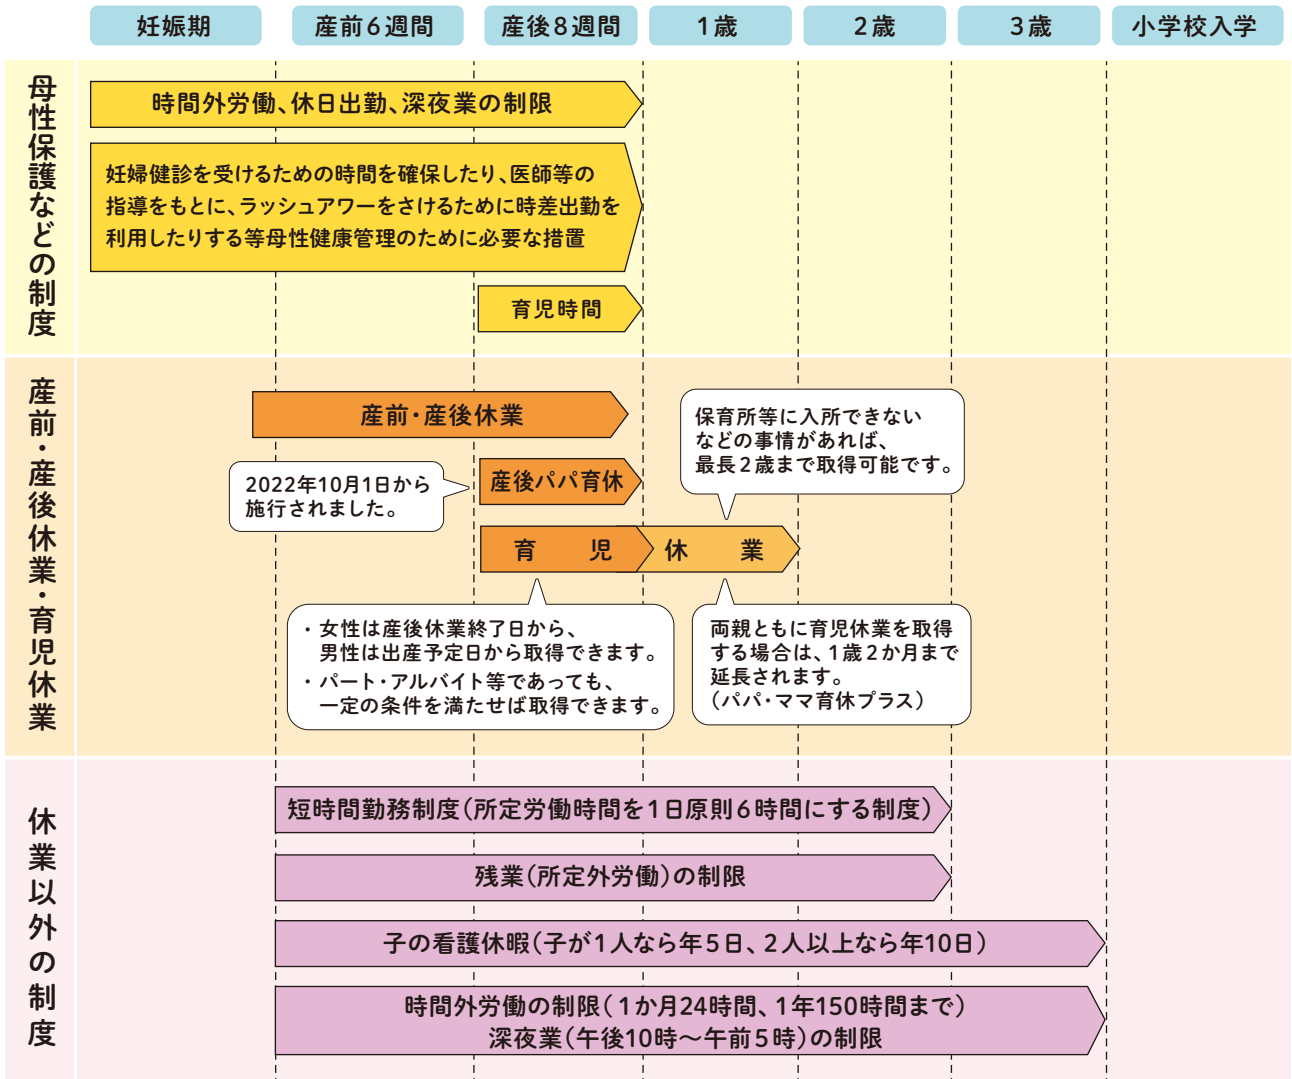 妊娠期
産前6週間
産後8週間
1歳
2歳
3歳
小学校入学
母性保護などの制度
時間外労働、休日出勤、深夜業の制限
妊婦健診を受けるための時間を確保したり、医師等の
指導をもとに、ラッシュアワーをさけるために時差出勤を
利用したりする等母性健康管理のために必要な措置
育児時間
産前・産後休業・育児休業
産前・産後休業
2022年10月1日から
施行されました。
産後パパ育休
保育所等に入所できない
などの事情があれば、
最長2歳まで取得可能です。
育児休業
・女性は産後休業終了日から、
男性は出産予定日から取得できます。
・パート・アルバイト等であっても、
一定の条件を満たせば取得できます。
両親ともに育児休業を取得
する場合は、1歳2か月まで
延長されます。
（パパ・ママ育休プラス）
休業以外の制度
短時間勤務制度（所定労働時間を1日原則6時間にする制度）
残業（所定外労働）の制限
子の看護休暇（子が1人なら年5日、2人以上なら年10日）
時間外労働の制限（1か月24時間、1年150時間まで）
深夜業（午後10時～午前5時）の制限